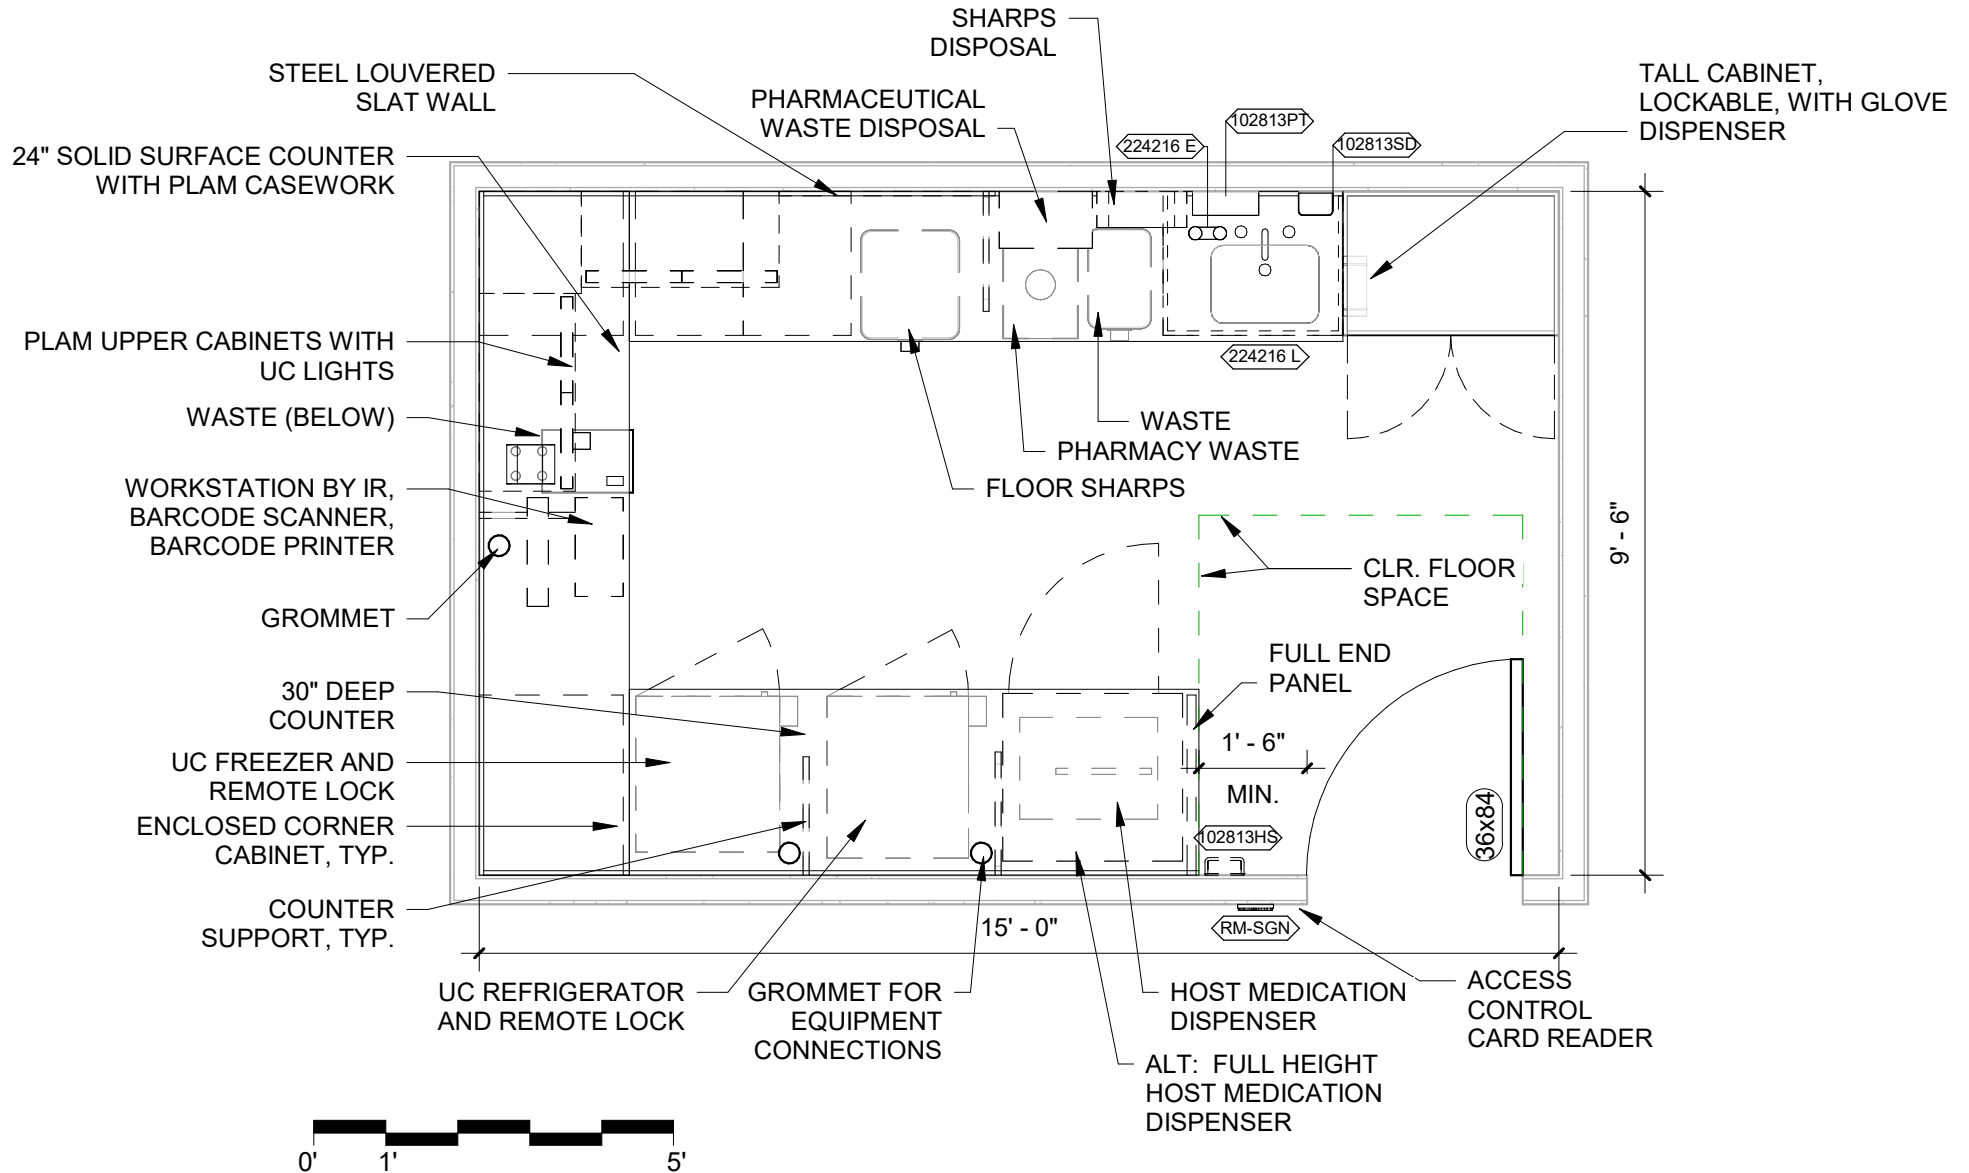 SHARPS
DISPOSAL
STEEL LOUVERED
SLAT WALL
PHARMACEUTICAL
WASTE DISPOSAL
TALL CABINET,
LOCKABLE, WITH GLOVE
DISPENSER
102813PT
224216 E
102813SD
24" SOLID SURFACE COUNTER
WITH PLAM CASEWORK
PLAM UPPER CABINETS WITH
UC LIGHTS
224216 L
WASTE (BELOW)
WASTE
PHARMACY WASTE
FLOOR SHARPS
WORKSTATION BY IR,
BARCODE SCANNER,
BARCODE PRINTER
9' - 6"
CLR. FLOOR
SPACE
GROMMET
FULL END
PANEL
30" DEEP
COUNTER
1' - 6"
MIN.
UC FREEZER AND
REMOTE LOCK
36x84
ENCLOSED CORNER
CABINET, TYP.
102813HS
COUNTER
SUPPORT, TYP.
15' - 0"
RM-SGN
UC REFRIGERATOR
AND REMOTE LOCK
GROMMET FOR
EQUIPMENT
CONNECTIONS
HOST MEDICATION
DISPENSER
ACCESS
CONTROL
CARD READER
ALT:  FULL HEIGHT
HOST MEDICATION
DISPENSER
0' 1' 5'